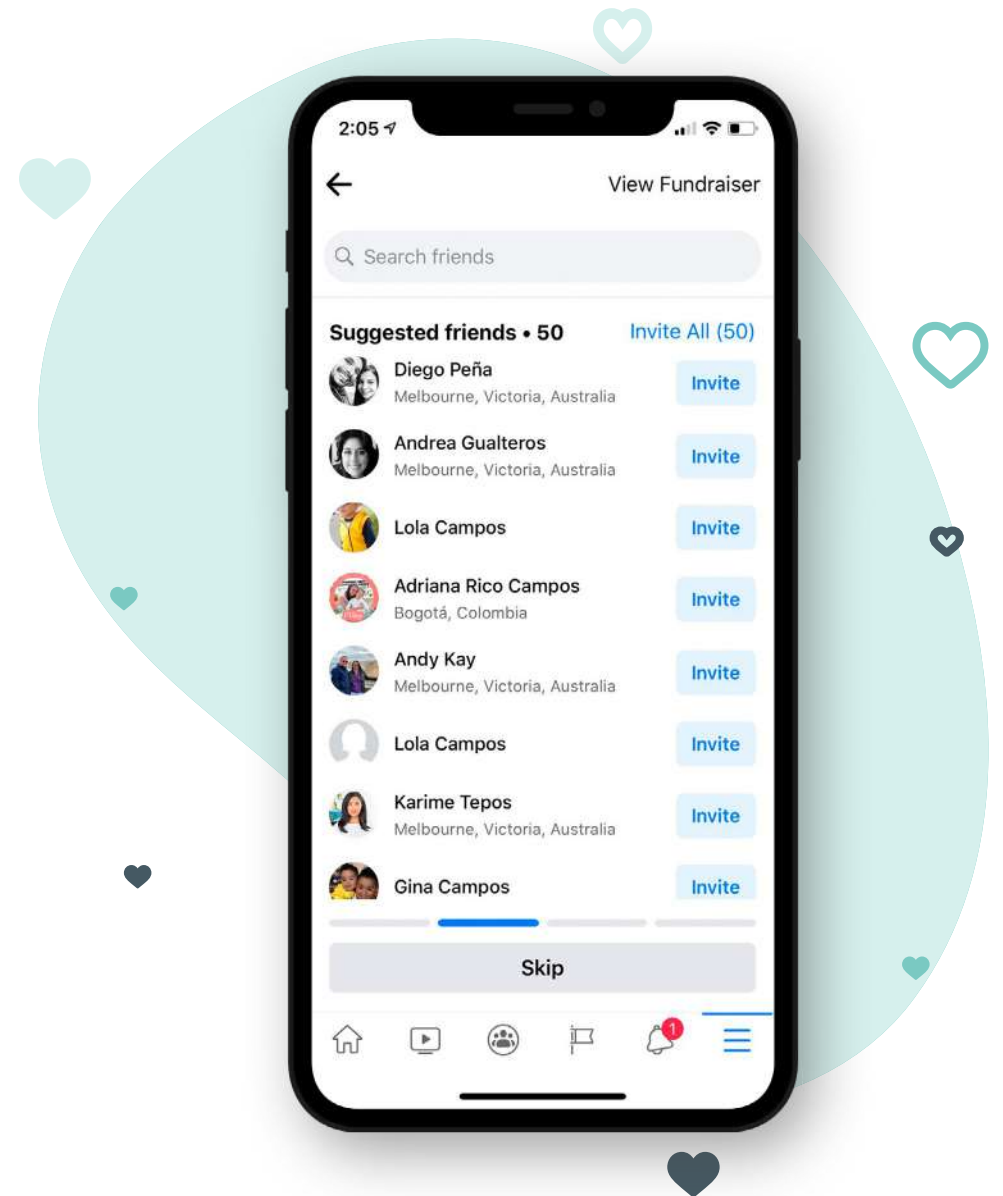 2:05
View Fundraiser
Search friends
Suggested friends • 50 Invite All (50)
Diego Peña
Melbourne, Victoria, Australia
Invite
Andrea Gualteros
Melbourne, Victoria, Australia
Invite
Lola Campos
Invite
Adriana Rico Campos
Bogotá, Colombia
Invite
Andy Kay
Melbourne, Victoria, Australia
Invite
Lola Campos
Invite
Karime Tepos
Melbourne, Victoria, Australia
Invite
Gina Campos
Invite
Skip
1